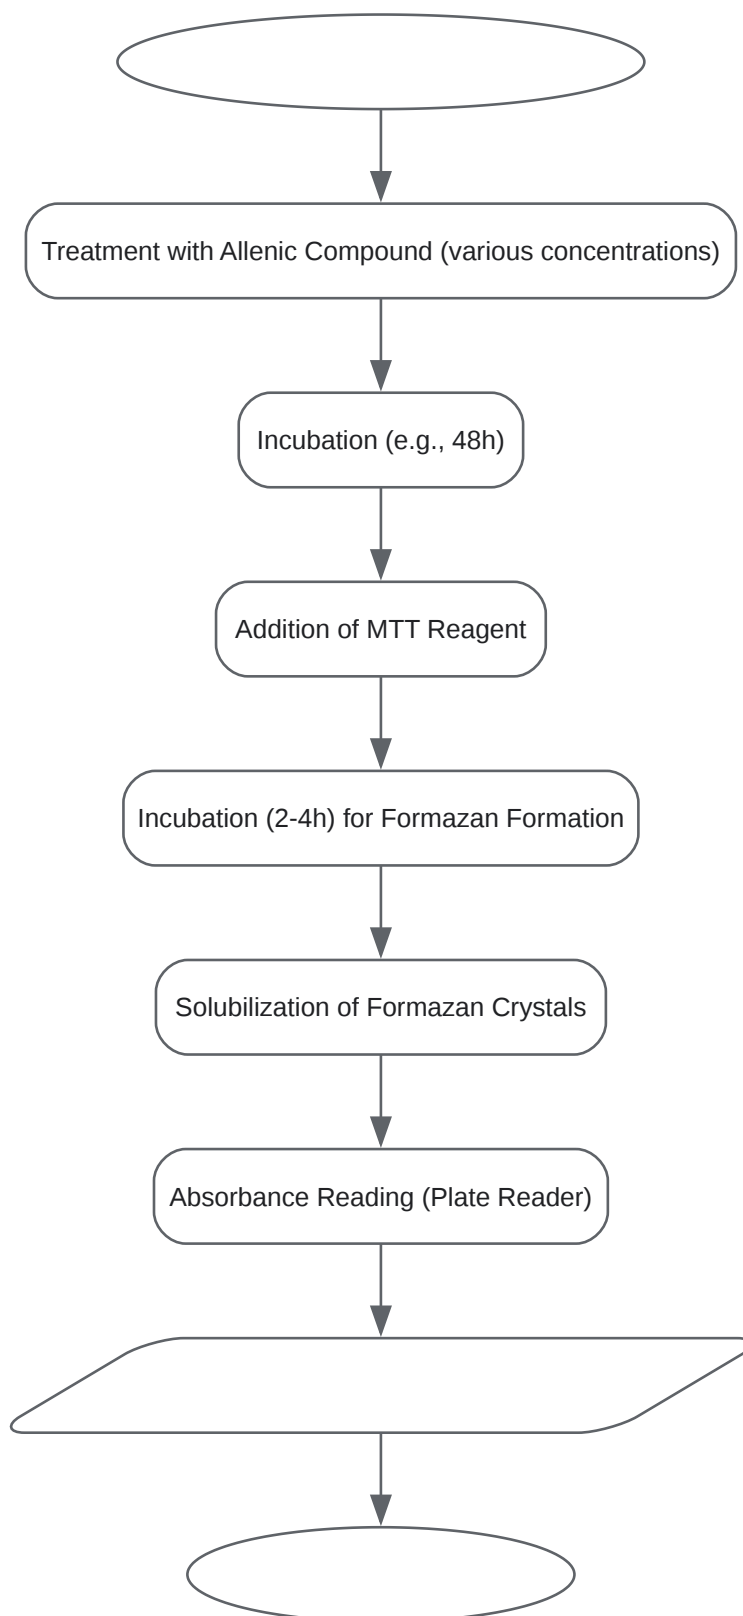 Treatment with Allenic Compound (various concentrations)
Incubation (e.g., 48h)
Addition of MTT Reagent
Incubation (2-4h) for Formazan Formation
Solubilization of Formazan Crystals
Absorbance Reading (Plate Reader)